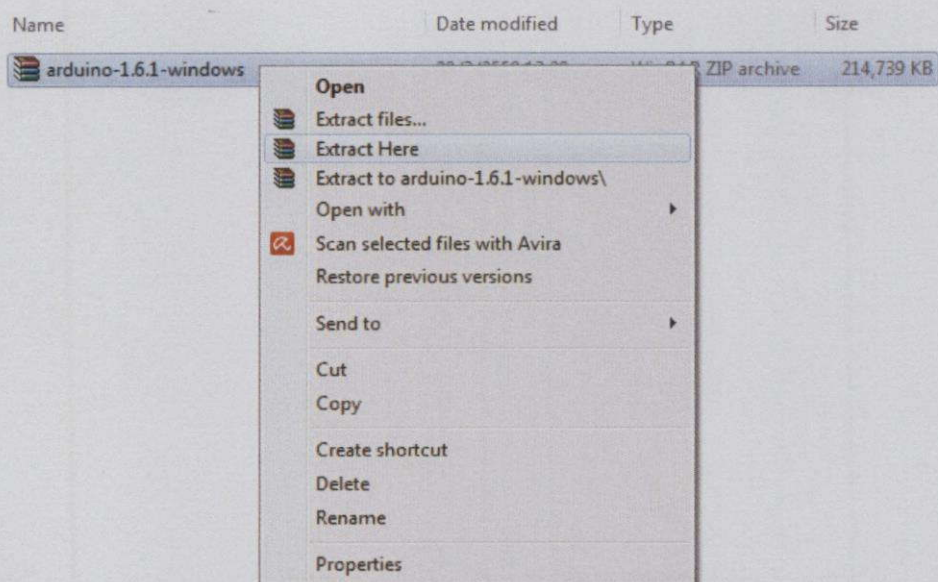 Name Date modified Type Size
arduino-1.6.1-windows ZIP archive 214,739 KB
Open
Extract files...
Extract Here
Extract to arduino-1.6.1-windows\
Open with
Scan selected files with Avira
Restore previous versions
Send to
Cut
Copy
Create shortcut
Delete
Rename
Properties